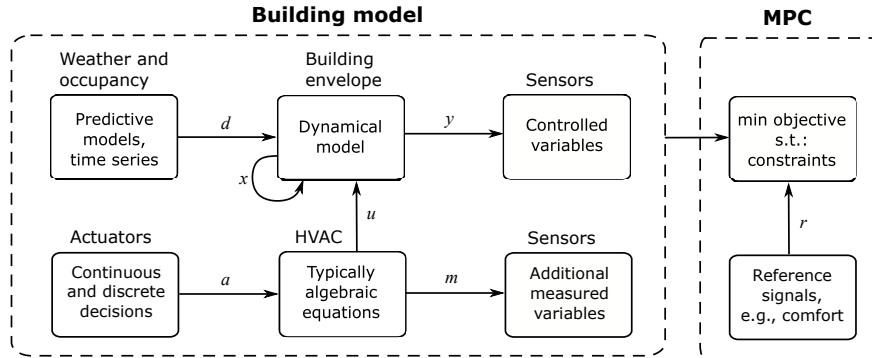 Building model
MPC
Weather and
occupancy
Building
envelope
Sensors
Predictive
models,
time series
d
Dynamical
model
y
Controlled
variables
min objective
s.t.:
constraints
x
u
r
Actuators
HVAC
Sensors
Continuous
and discrete
decisions
a
Typically
algebraic
equations
m
Additional
measured
variables
Reference
signals,
e.g., comfort